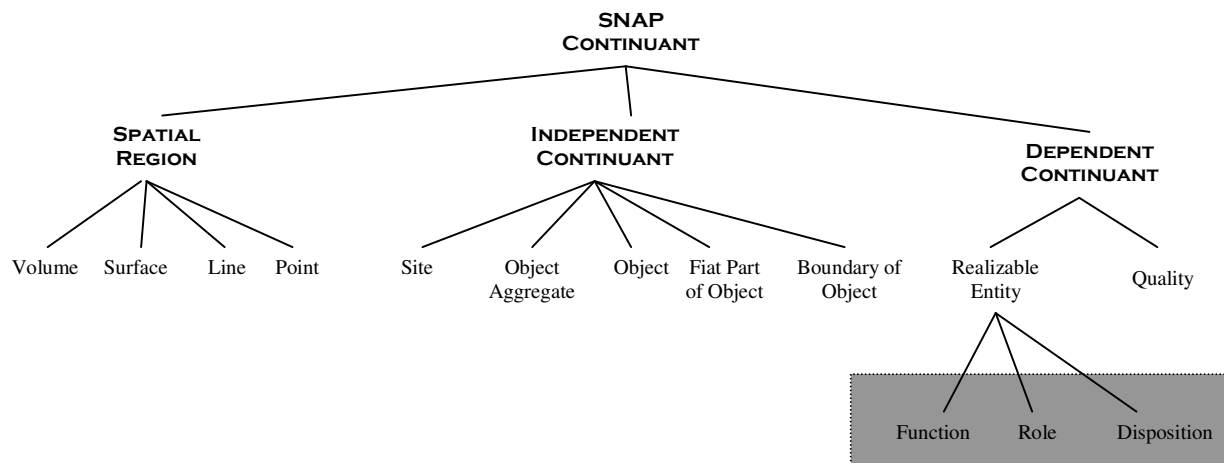 SNAP
CONTINUANT
SPATIAL
REGION
INDEPENDENT
CONTINUANT
DEPENDENT
CONTINUANT
Volume
Surface
Line
Point
Site
Object
Aggregate
Object
Fiat Part
of Object
Boundary of
Object
Realizable
Entity
Quality
Function
Role
Disposition